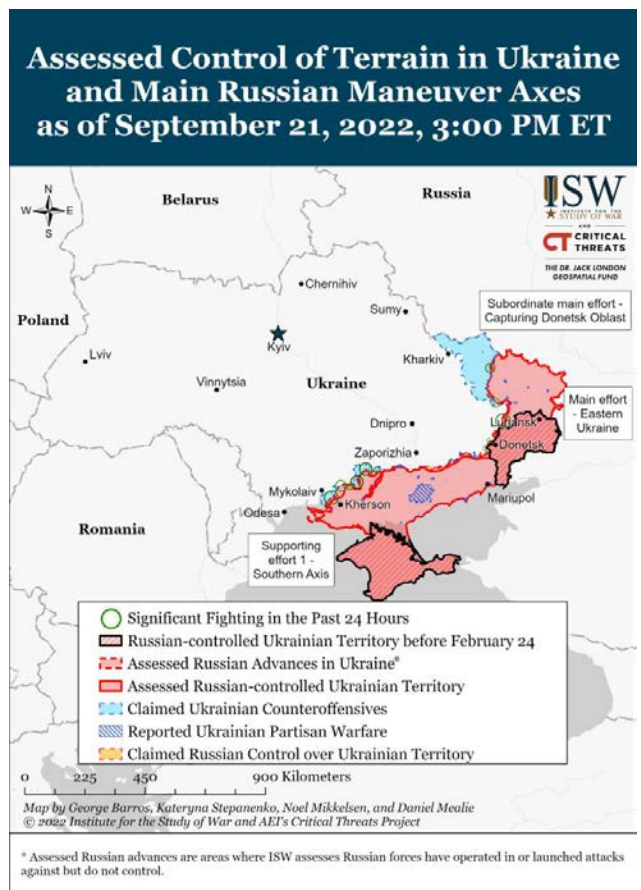 Assessed Control of Terrain in Ukraine
and Main Russian Maneuver Axes
as of September 21, 2022, 3:00 PM ET
N
W
E
S
Belarus
Russia
ISW
INSTITUTE FOR THE
STUDY OF WAR
AND
CT CRITICAL
THREATS
THE DR. JACK LONDON
GEOSPATIAL FUND
Chernihiv
Subordinate main effort -
Capturing Donetsk Oblast
Sumy
Poland
Kyiv
Lviv
Kharkiv
Vinnytsia
Ukraine
Main effort
- Eastern
Ukraine
Luhansk
Dnipro
Donetsk
Zaporizhia
Mykolaiv
Mariupol
Kherson
Odesa
Romania
Supporting
effort 1 -
Southern Axis
Significant Fighting in the Past 24 Hours
Russian-controlled Ukrainian Territory before February 24
Assessed Russian Advances in Ukraine*
Assessed Russian-controlled Ukrainian Territory
Claimed Ukrainian Counteroffensives
Reported Ukrainian Partisan Warfare
Claimed Russian Control over Ukrainian Territory
0 225 450 900 Kilometers
Map by George Barros, Kateryna Stepanenko, Noel Mikkelsen, and Daniel Mealie
© 2022 Institute for the Study of War and AEI's Critical Threats Project
* Assessed Russian advances are areas where ISW assesses Russian forces have operated in or launched attacks
against but do not control.